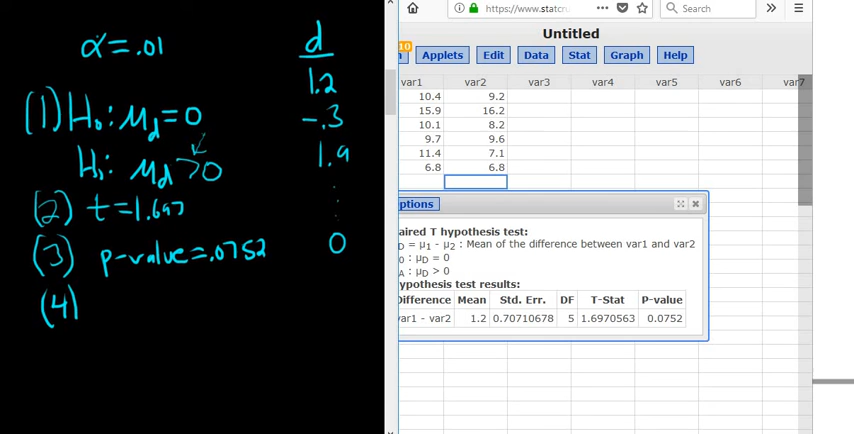 α = .01
d
1.2
-.3
1.9
⋮
0
(1) H₀: μd = 0
H₁: μd > 0
(2) t = 1.697
(3) p-value = .0752
(4)
https://www.statcru
Search
Untitled
10
n Applets Edit Data Stat Graph Help
var1 var2 var3 var4 var5 var6 var7
10.4 9.2
15.9 16.2
10.1 8.2
9.7 9.6
11.4 7.1
6.8 6.8
ptions
aired T hypothesis test:
D = μ1 - μ2 : Mean of the difference between var1 and var2
0 : μD = 0
A : μD > 0
ypothesis test results:
Difference Mean Std. Err. DF T-Stat P-value
var1 - var2 1.2 0.70710678 5 1.6970563 0.0752